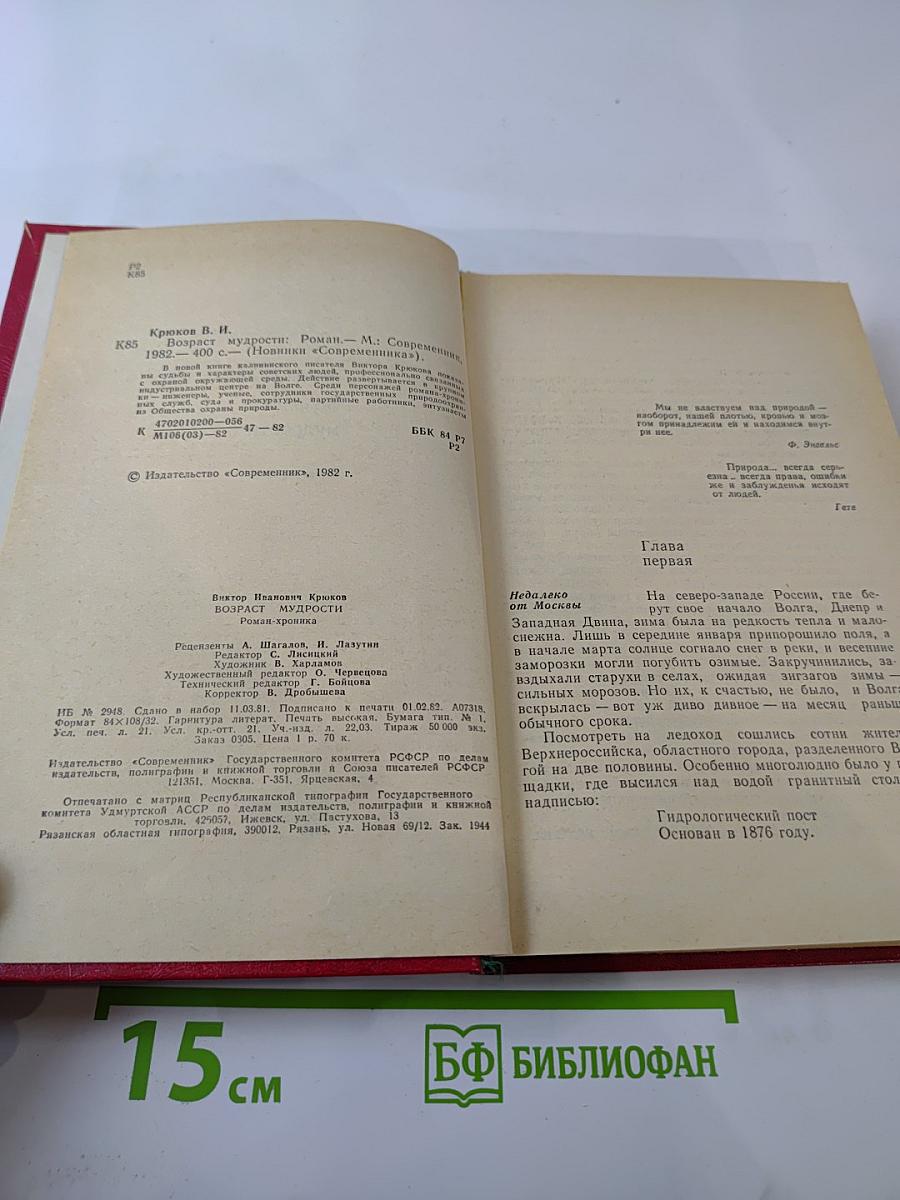 Р2
К85
Крюков В. И.
К85 Возраст мудрости: Роман.— М.: Современник,
1982.— 400 с.— (Новинки «Современника»).
В новой книге калининского писателя Виктора Крюкова показа-
ны судьбы и характеры советских людей, профессионально связанных
с охраной окружающей среды. Действие развертывается в крупном
индустриальном центре на Волге. Среди персонажей романа-хрони-
ки — инженеры, ученые, сотрудники государственных природоохран-
ных служб, суда и прокуратуры, партийные работники, энтузиасты
из Общества охраны природы.
К 4702010200—056
М106(03)—82 47 — 82
ББК 84 Р7
Р2
© Издательство «Современник», 1982 г.
Виктор Иванович Крюков
ВОЗРАСТ МУДРОСТИ
Роман-хроника
Рецензенты А. Шагалов, И. Лазутин
Редактор С. Лисицкий
Художник В. Харламов
Художественный редактор О. Червецова
Технический редактор Г. Бойцова
Корректор В. Дробышева
ИБ № 2948. Сдано в набор 11.03.81. Подписано к печати 01.02.82. А07318.
Формат 84×108/32. Гарнитура литерат. Печать высокая. Бумага тип. № 1.
Усл. печ. л. 21. Усл. кр.-отт. 21. Уч.-изд. л. 22,03. Тираж 50 000 экз.
Заказ 0305. Цена 1 р. 70 к.
Издательство «Современник» Государственного комитета РСФСР по делам
издательств, полиграфии и книжной торговли и Союза писателей РСФСР
121351, Москва, Г-351, Ярцевская, 4
Отпечатано с матриц Республиканской типографии Государственного
комитета Удмуртской АССР по делам издательств, полиграфии и книжной
торговли, 426057, Ижевск, ул. Пастухова, 13
Рязанская областная типография, 390012, Рязань, ул. Новая 69/12. Зак. 1944
Мы не властвуем над природой —
наоборот, нашей плотью, кровью и моз-
гом принадлежим ей и находимся внут-
ри нее.
Ф. Энгельс
Природа... всегда серь-
езна .. всегда права, ошибки
же и заблужденья исходят
от людей.
Гете
Глава
первая
Недалеко
от Москвы
На северо-западе России, где бе-
рут свое начало Волга, Днепр и
Западная Двина, зима была на редкость тепла и мало-
снежна. Лишь в середине января припорошило поля, а
в начале марта солнце согнало снег в реки, и весенние
заморозки могли погубить озимые. Закручинились, за-
вздыхали старухи в селах, ожидая зигзагов зимы —
сильных морозов. Но их, к счастью, не было, и Волга
вскрылась — вот уж диво дивное — на месяц раньш
обычного срока.
Посмотреть на ледоход сошлись сотни жител
Верхнероссийска, областного города, разделенного В
гой на две половины. Особенно многолюдно было у п
щадки, где высился над водой гранитный стол
надписью:
Гидрологический пост
Основан в 1876 году.
15 см
БФ БИБЛИОФАН